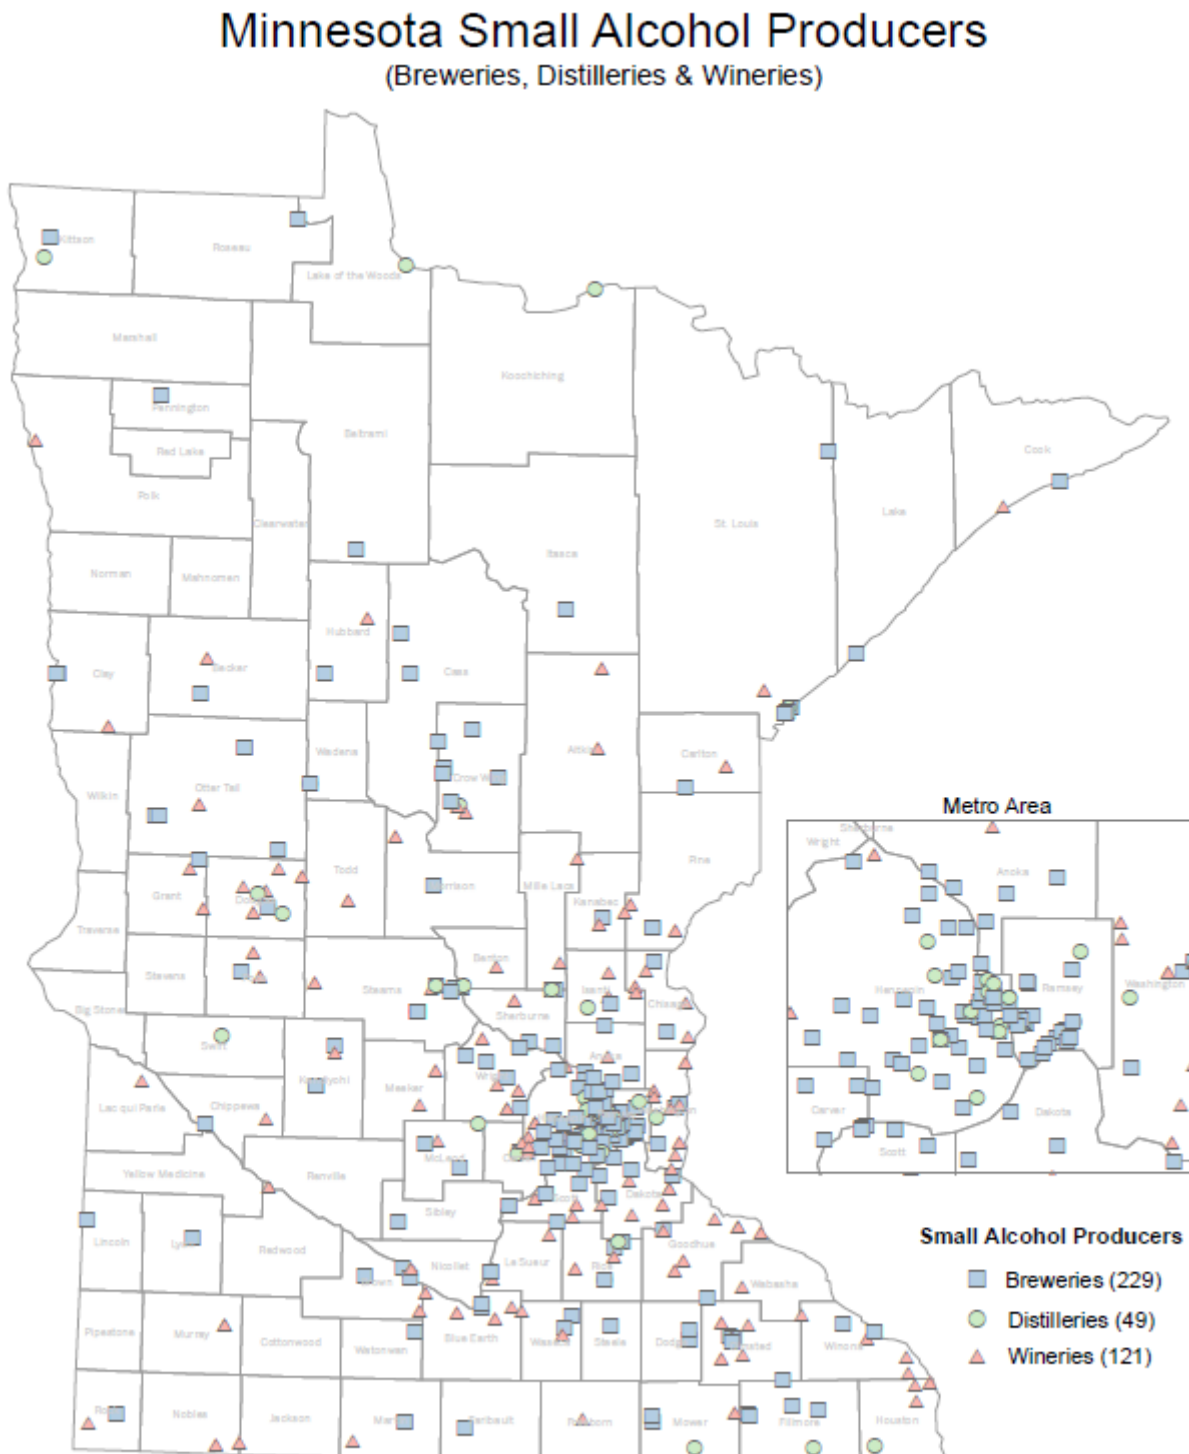 Minnesota Small Alcohol Producers
(Breweries, Distilleries & Wineries)
Kittson
Roseau
Lake of the Woods
Marshall
Koochiching
Pennington
Beltrami
Red Lake
Cook
Polk
Lake
Clearwater
St. Louis
Itasca
Norman
Mahnomen
Hubbard
Clay
Becker
Cass
Wadena
Aitkin
Carlton
Otter Tail
Crow Wing
Wilkin
Metro Area
Sherburne
Wright
Anoka
Pine
Todd
Grant
Morrison
Mille Lacs
Kanabec
Traverse
Stevens
Benton
Stearns
Isanti
Big Stone
Sherburne
Chisago
Hennepin
Ramsey
Washington
Swift
Anoka
Kandiyohi
Meeker
Wright
Lac qui Parle
Chippewa
Carver
Dakota
McLeod
Scott
Yellow Medicine
Renville
Scott
Dakota
Sibley
Lincoln
Lyon
Redwood
Small Alcohol Producers
Goodhue
Nicollet
Le Sueur
Rice
Brown
Wabasha
Breweries (229)
Distilleries (49)
Pipestone
Murray
Cottonwood
Watonwan
Blue Earth
Waseca
Steele
Dodge
Olmsted
Winona
Wineries (121)
Rock
Nobles
Jackson
Martin
Faribault
Freeborn
Mower
Fillmore
Houston